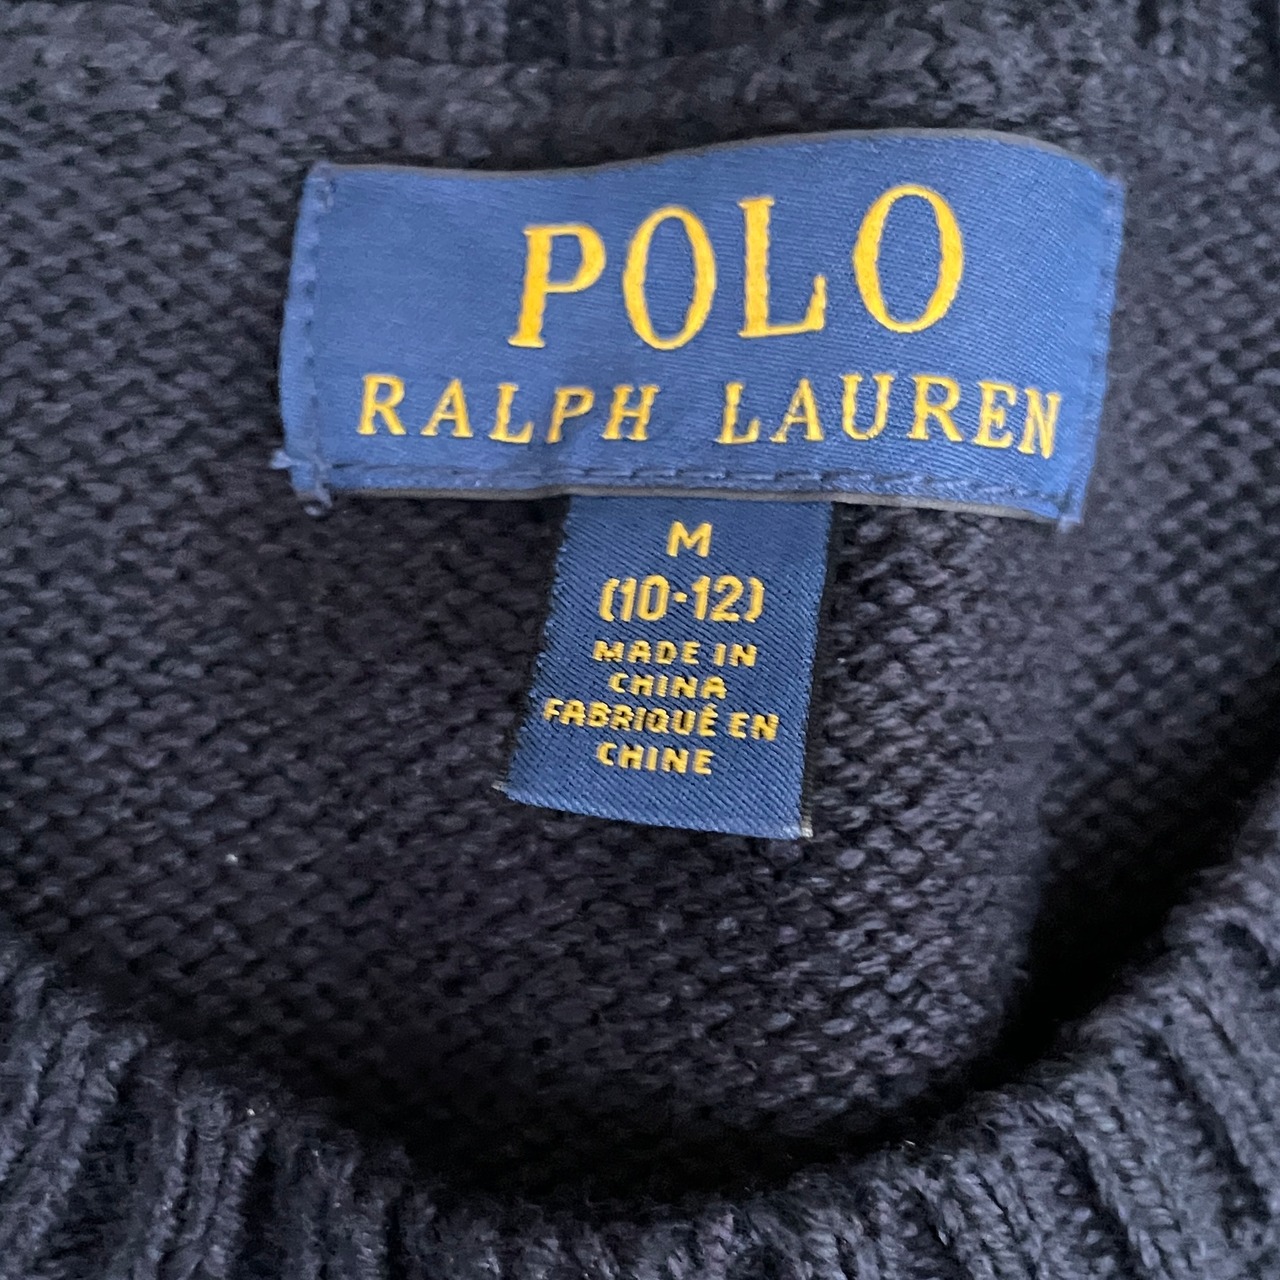 POLO
RALPH LAUREN
M
(10-12)
MADE IN
CHINA
FABRIQUÉ EN
CHINE